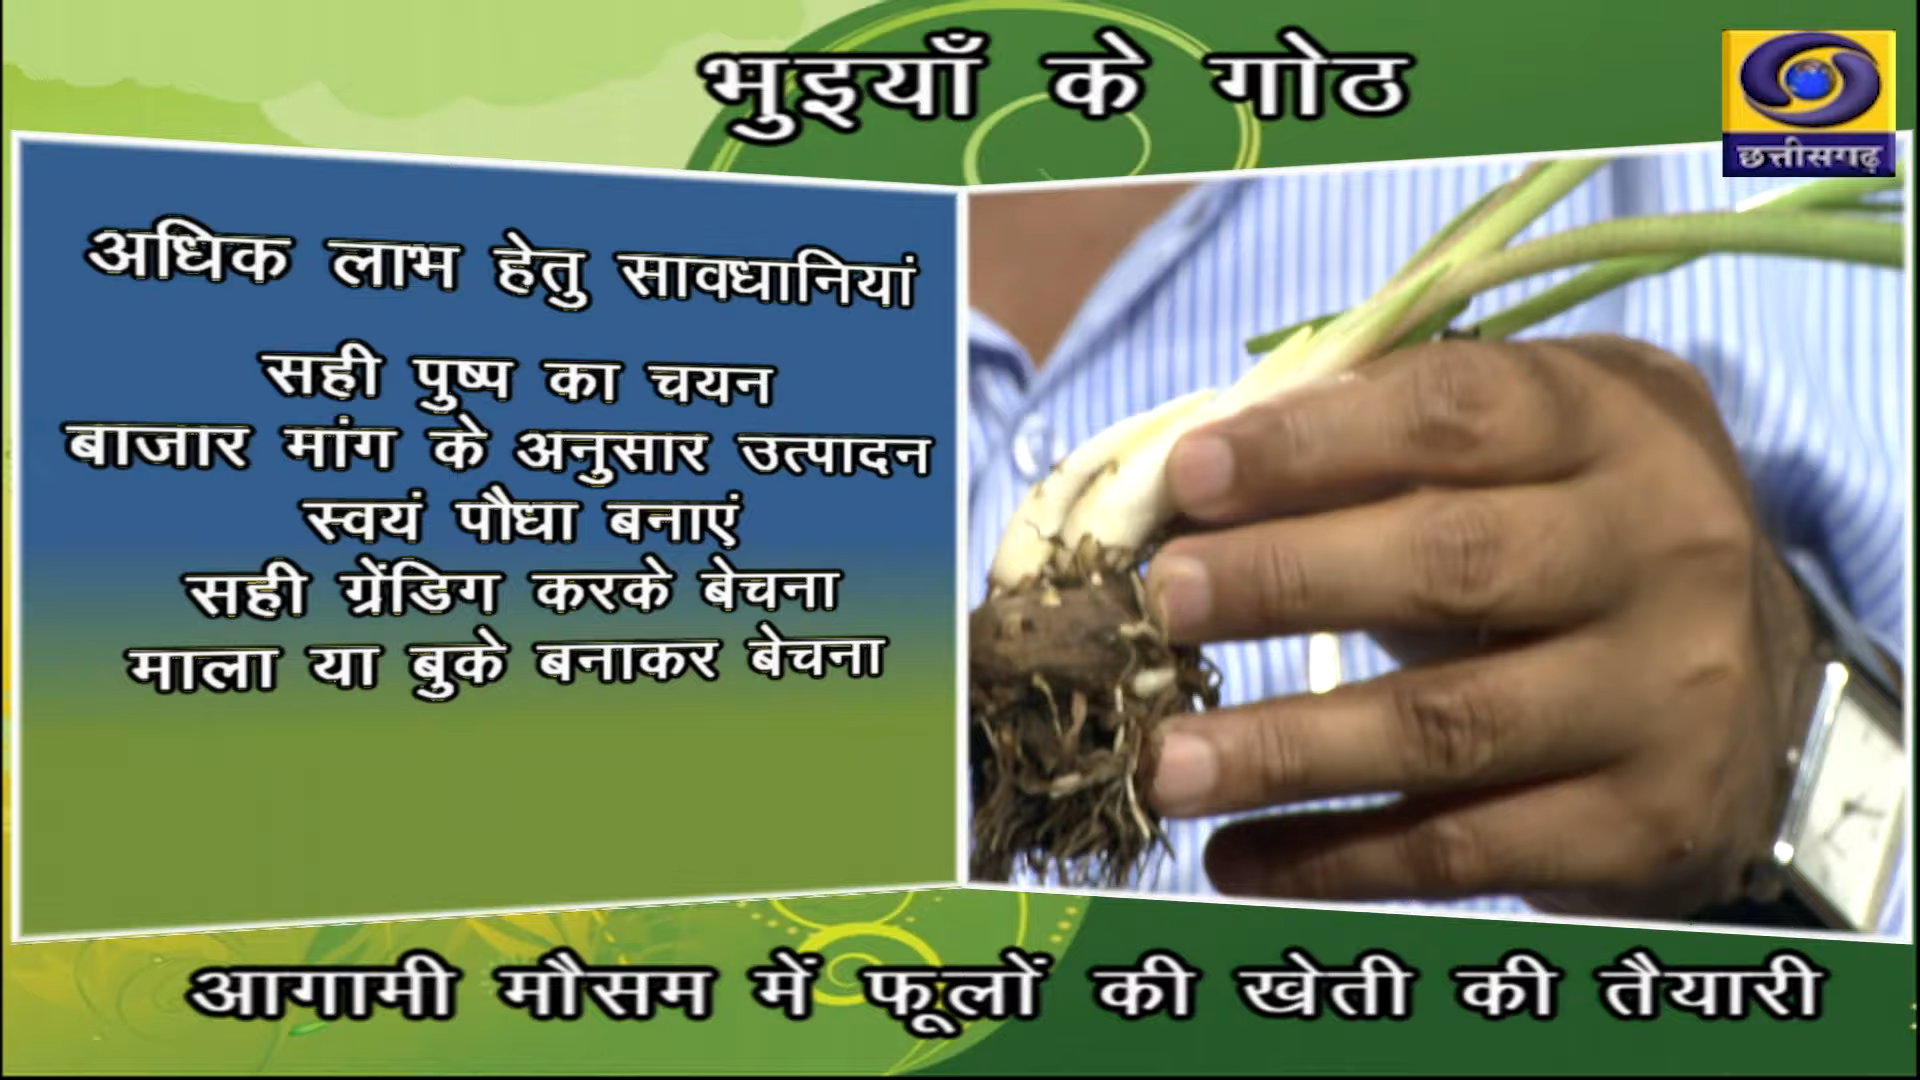 भुइयाँ के गोठ
छत्तीसगढ़
अधिक लाभ हेतु सावधानियां
सही पुष्प का चयन
बाजार मांग के अनुसार उत्पादन
स्वयं पौधा बनाएं
सही ग्रेंडिग करके बेचना
माला या बुके बनाकर बेचना
आगामी मौसम में फूलों की खेती की तैयारी